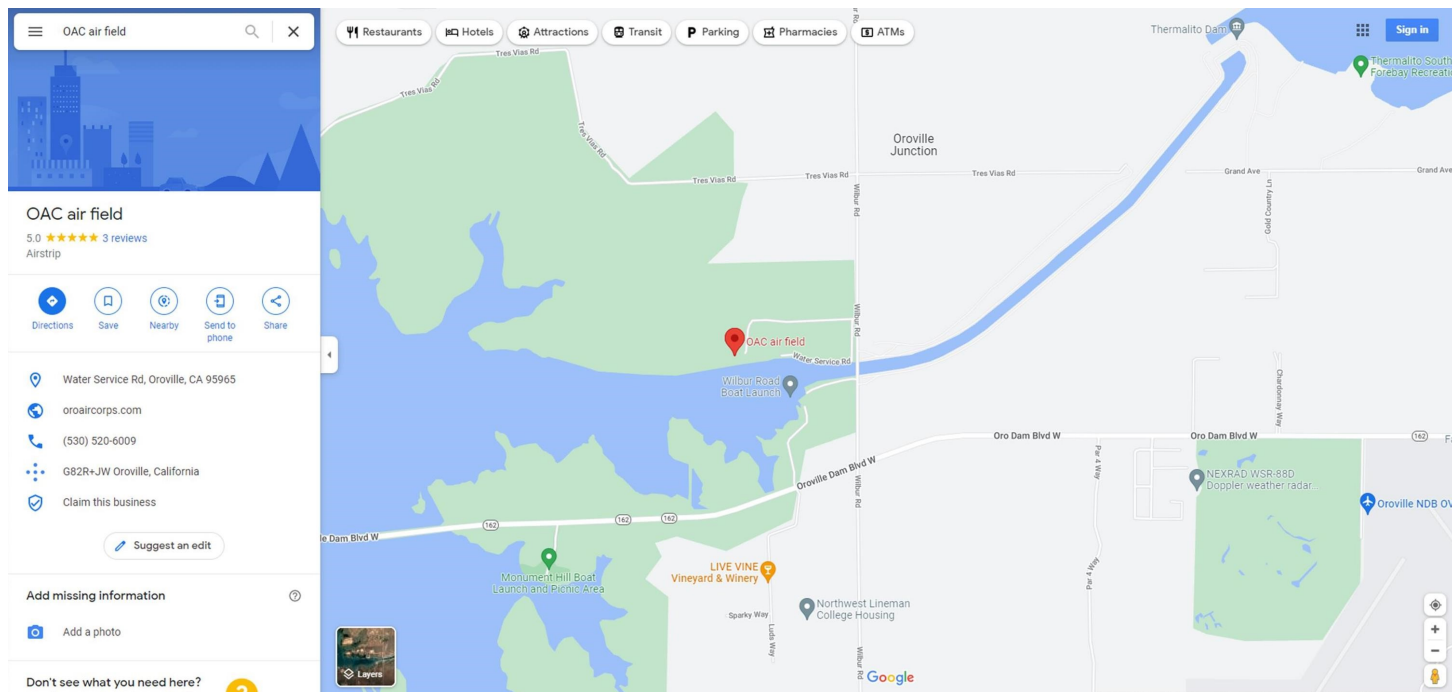 OAC air field
Restaurants
Hotels
Attractions
Transit
Parking
Pharmacies
ATMs
Sign in
OAC air field
5.0 ★★★★★ 3 reviews
Airstrip
Directions
Save
Nearby
Send to
phone
Share
Water Service Rd, Oroville, CA 95965
oroaircorps.com
(530) 520-6009
G82R+JW Oroville, California
Claim this business
Suggest an edit
Add missing information
Add a photo
Don't see what you need here?
Layers
Tres Vias Rd
Tres Vias Rd
Tres Vias Rd
Tres Vias Rd
Tres Vias Rd
Tres Vias Rd
Oroville
Junction
Thermalito Dam
Thermalito South
Forebay Recreati
Grand Ave
Grand Ave
Wilbur Rd
Gold Country Ln
Wilbur Rd
OAC air field
Water Service Rd
Wilbur Road
Boat Launch
Chardonnay Way
Oro Dam Blvd W
Oro Dam Blvd W
162
Par 4 Way
Oroville Dam Blvd W
Wilbur Rd
NEXRAD WSR-88D
Doppler weather radar...
Oroville NDB OV
162
162
162
le Dam Blvd W
Monument Hill Boat
Launch and Picnic Area
LIVE VINE
Vineyard & Winery
Par 4 Way
Northwest Lineman
College Housing
Sparky Way
Luds Way
Wilbur Rd
Google